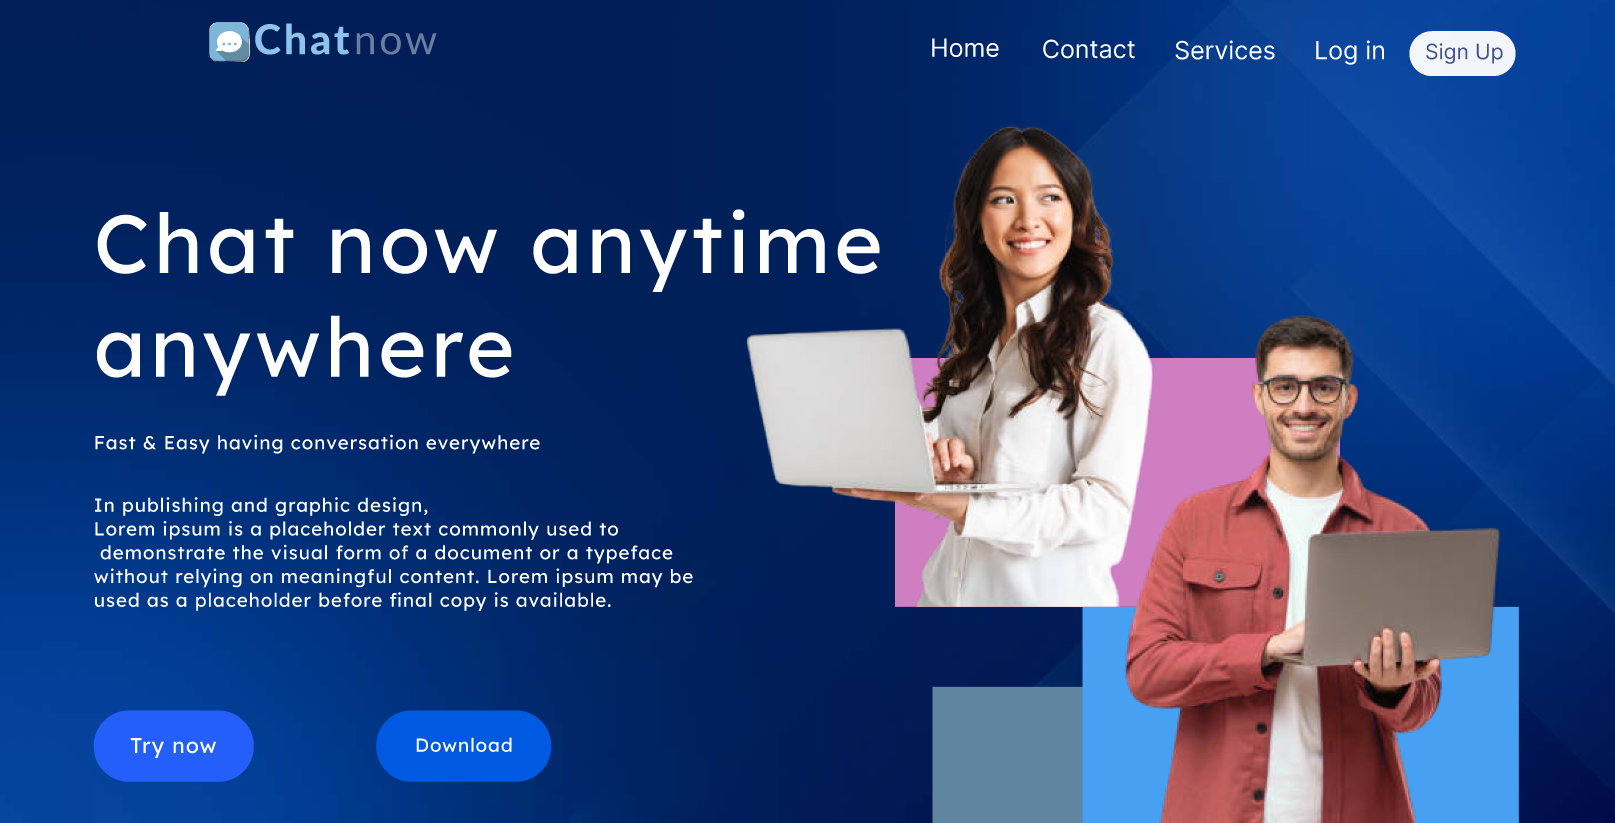 Chatnow
Home Contact Services Log in Sign Up
Chat now anytime
anywhere
Fast & Easy having conversation everywhere
In publishing and graphic design,
Lorem ipsum is a placeholder text commonly used to
demonstrate the visual form of a document or a typeface
without relying on meaningful content. Lorem ipsum may be
used as a placeholder before final copy is available.
Try now Download